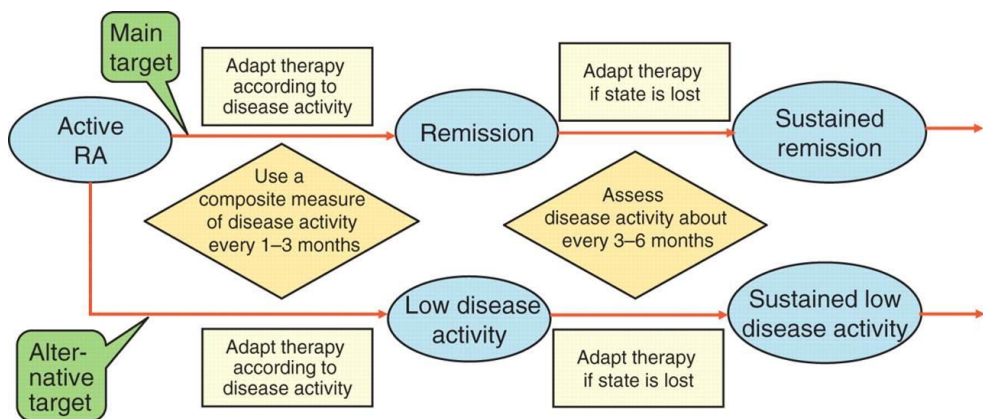 Main
target
Adapt therapy
according to
disease activity
Adapt therapy
if state is lost
Active
RA
Remission
Sustained
remission
Use a
composite measure
of disease activity
every 1–3 months
Assess
disease activity about
every 3–6 months
Low disease
activity
Sustained low
disease activity
Alter-
native
target
Adapt therapy
according to
disease activity
Adapt therapy
if state is lost